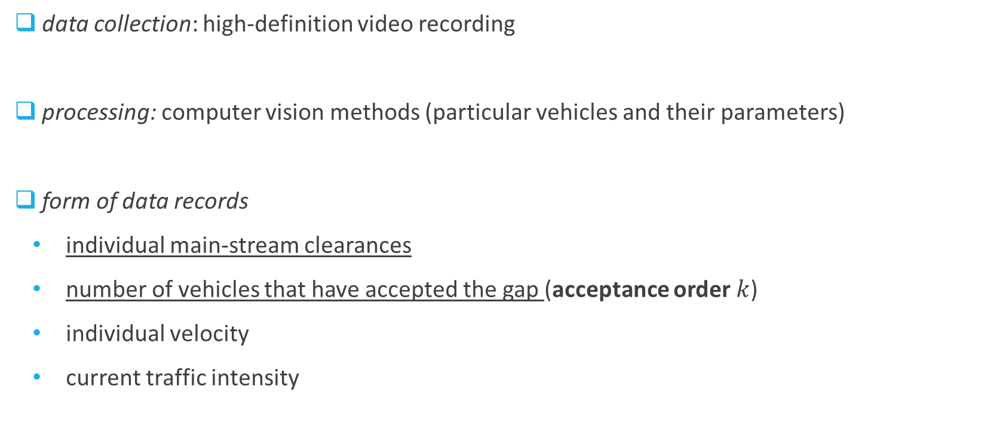 data collection: high-definition video recording
processing: computer vision methods (particular vehicles and their parameters)
form of data records
• individual main-stream clearances
• number of vehicles that have accepted the gap (acceptance order k)
• individual velocity
• current traffic intensity